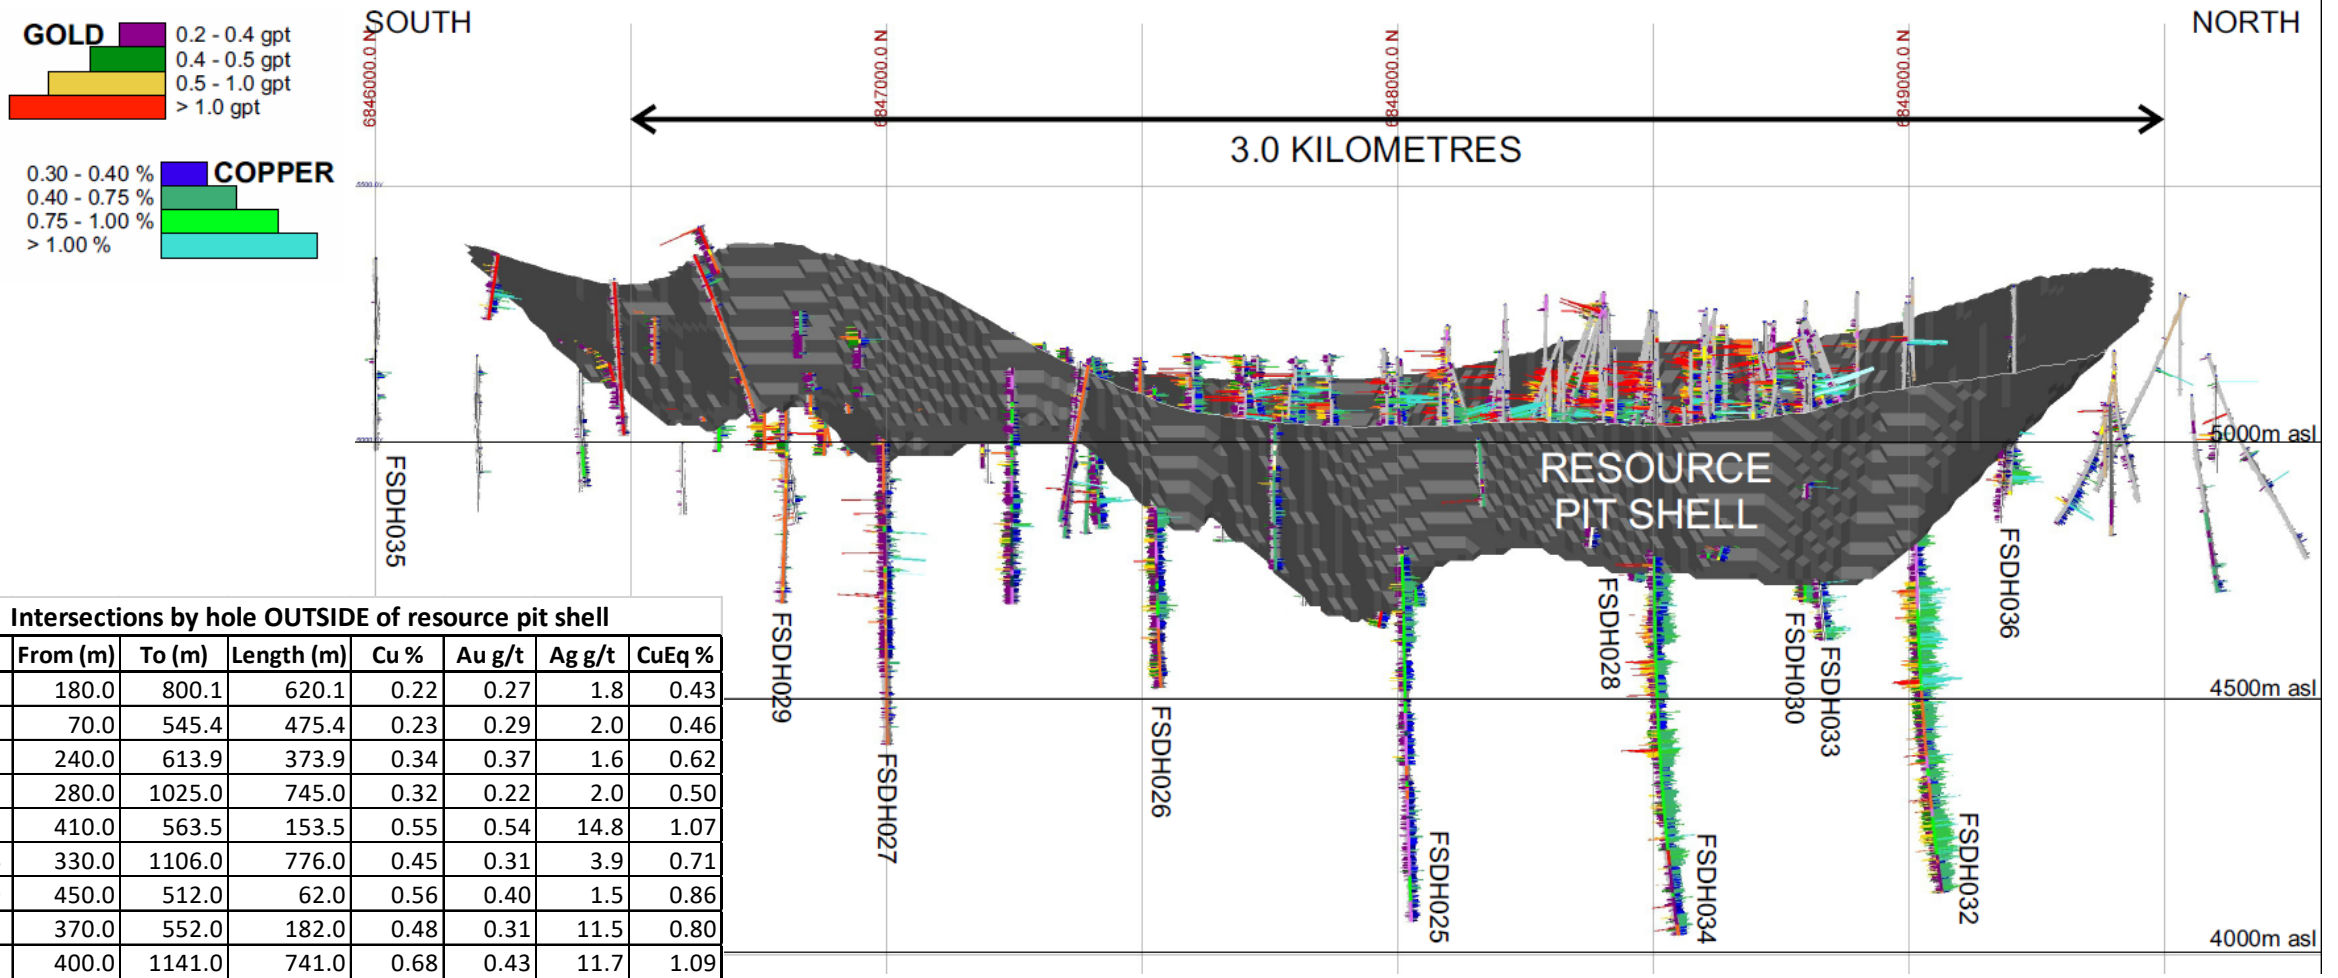 SOUTH
NORTH
GOLD
0.2 - 0.4 gpt
0.4 - 0.5 gpt
0.5 - 1.0 gpt
> 1.0 gpt
COPPER
0.30 - 0.40 %
0.40 - 0.75 %
0.75 - 1.00 %
> 1.00 %
6846000.0 N
6847000.0 N
6848000.0 N
6849000.0 N
3.0 KILOMETRES
RESOURCE
PIT SHELL
5000m asl
4500m asl
4000m asl
FSDH035
FSDH029
FSDH027
FSDH026
FSDH025
FSDH028
FSDH034
FSDH030
FSDH033
FSDH032
FSDH036
Intersections by hole OUTSIDE of resource pit shell
From (m) To (m) Length (m) Cu % Au g/t Ag g/t CuEq %
180.0 800.1 620.1 0.22 0.27 1.8 0.43
70.0 545.4 475.4 0.23 0.29 2.0 0.46
240.0 613.9 373.9 0.34 0.37 1.6 0.62
280.0 1025.0 745.0 0.32 0.22 2.0 0.50
410.0 563.5 153.5 0.55 0.54 14.8 1.07
330.0 1106.0 776.0 0.45 0.31 3.9 0.71
450.0 512.0 62.0 0.56 0.40 1.5 0.86
370.0 552.0 182.0 0.48 0.31 11.5 0.80
400.0 1141.0 741.0 0.68 0.43 11.7 1.09